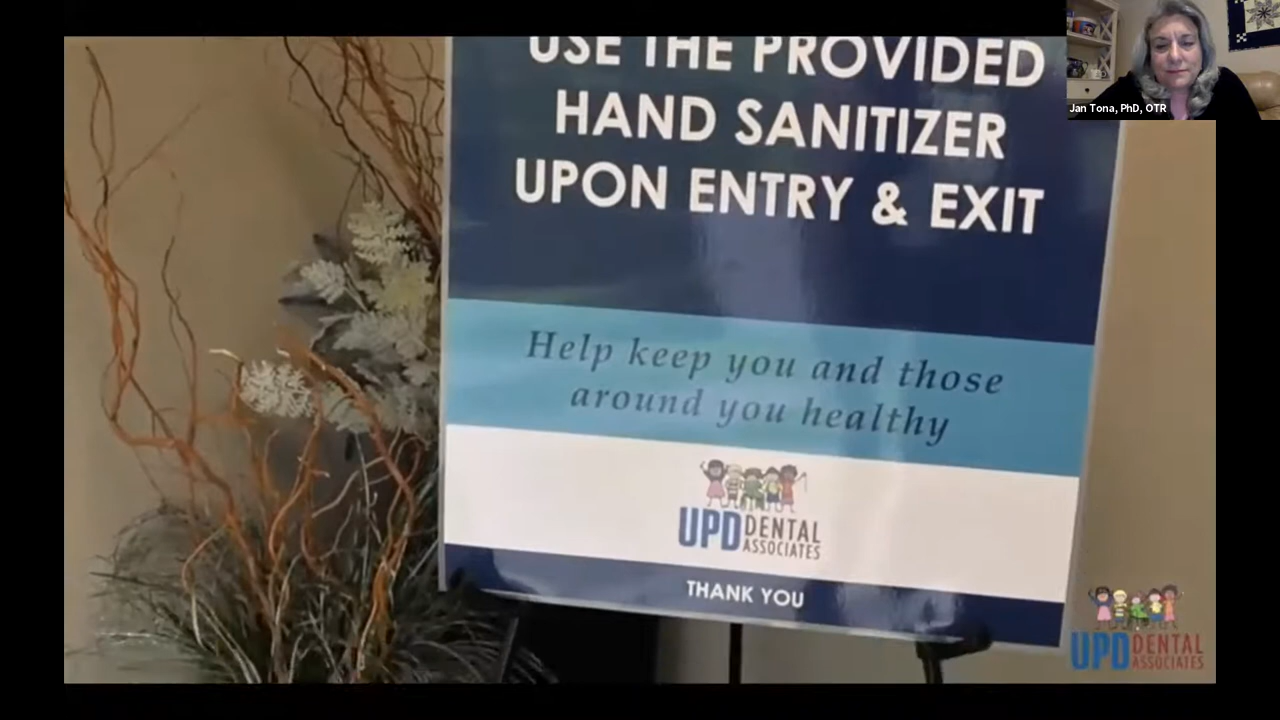 Jan Tona, PhD, OTR
USE THE PROVIDED
HAND SANITIZER
UPON ENTRY & EXIT
Help keep you and those
around you healthy
UPD DENTAL
ASSOCIATES
THANK YOU
UPD DENTAL
ASSOCIATES